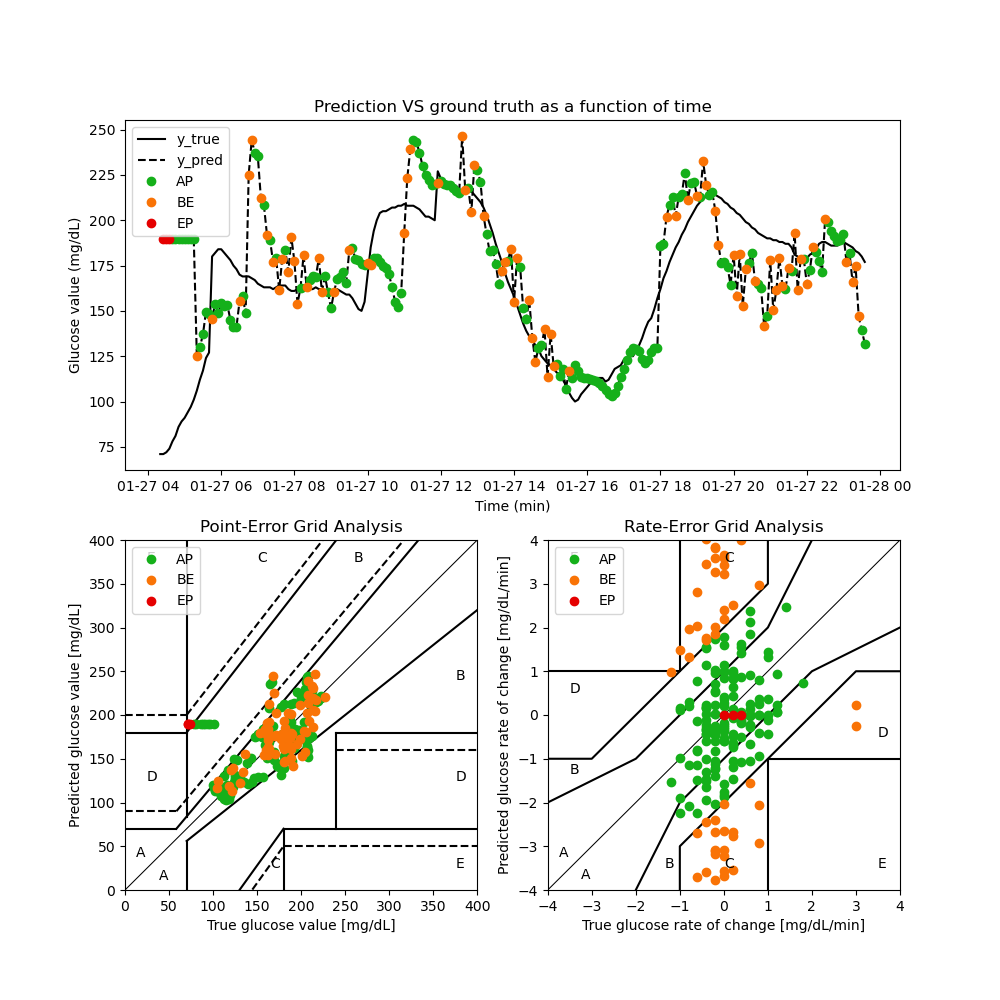 Prediction VS ground truth as a function of time
Glucose value (mg/dL)
250
225
200
175
150
125
100
75
y_true
y_pred
AP
BE
EP
01-27 04 01-27 06 01-27 08 01-27 10 01-27 12 01-27 14 01-27 16 01-27 18 01-27 20 01-27 22 01-28 00
Time (min)
Point-Error Grid Analysis
Predicted glucose value [mg/dL]
400
350
300
250
200
150
100
50
0
AP
BE
EP
C
B
B
D
D
A
A
C
E
0 50 100 150 200 250 300 350 400
True glucose value [mg/dL]
Rate-Error Grid Analysis
Predicted glucose rate of change [mg/dL/min]
4
3
2
1
0
−1
−2
−3
−4
AP
BE
EP
C
D
D
B
A
A
B
C
E
−4 −3 −2 −1 0 1 2 3 4
True glucose rate of change [mg/dL/min]